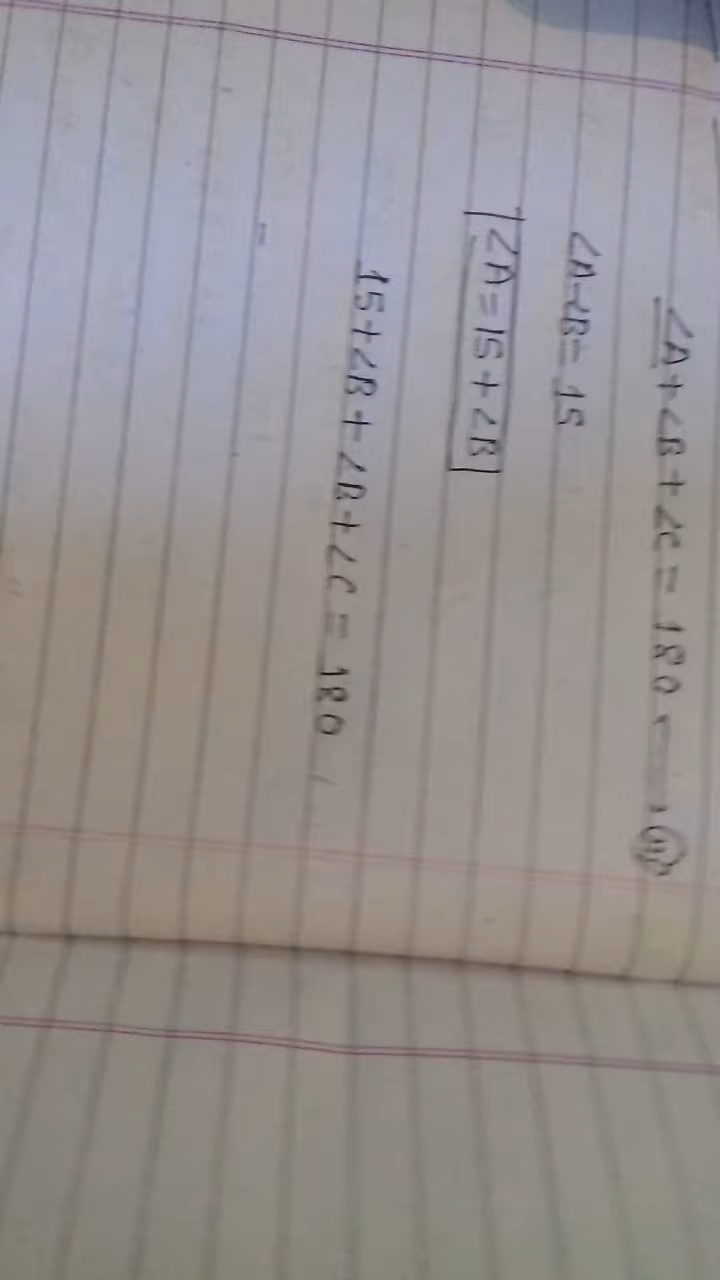 ∠A+∠B+∠C = 180 — (ii)
∠A-∠B = 15
∠A = 15 + ∠B
15+∠B+∠B+∠C = 180